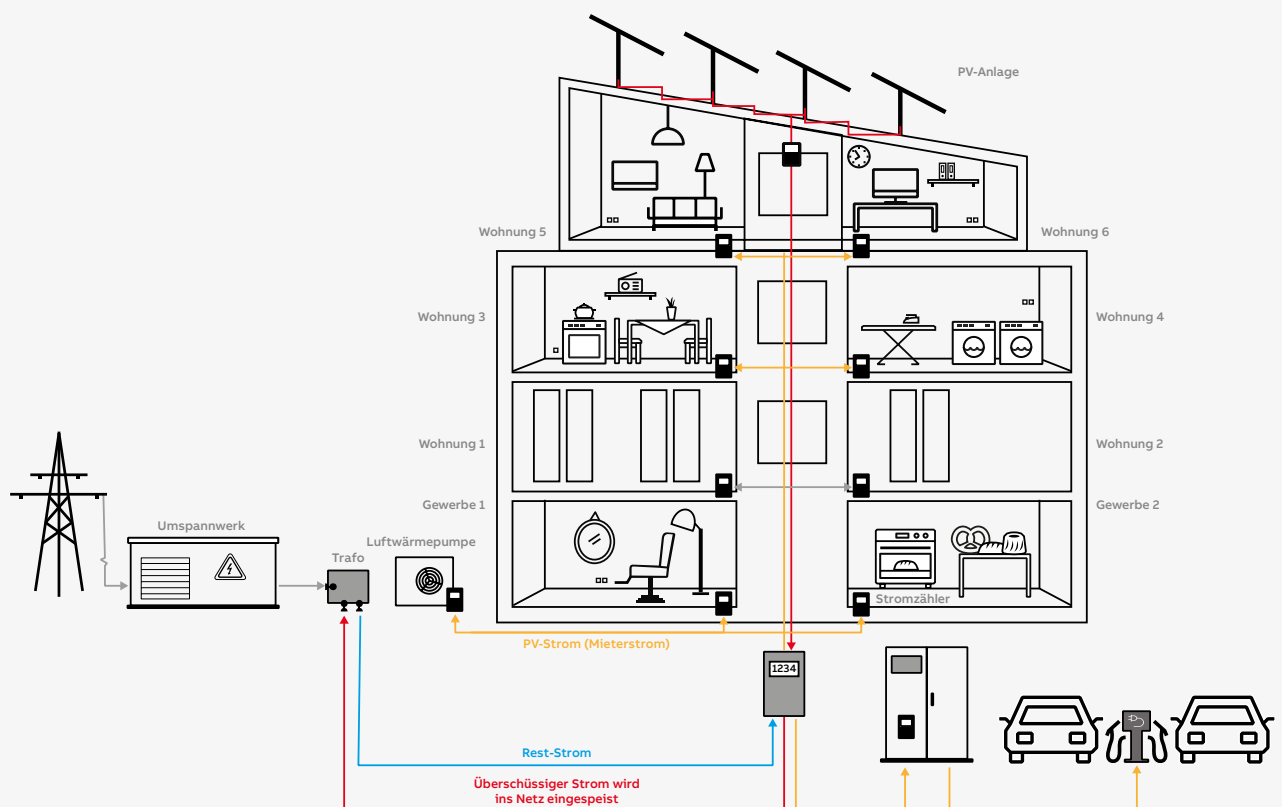 PV-Anlage
Wohnung 5
Wohnung 6
Wohnung 3
Wohnung 4
Wohnung 1
Wohnung 2
Gewerbe 1
Gewerbe 2
Umspannwerk
Luftwärmepumpe
Trafo
Stromzähler
PV-Strom (Mieterstrom)
1234
Rest-Strom
Überschüssiger Strom wird
ins Netz eingespeist